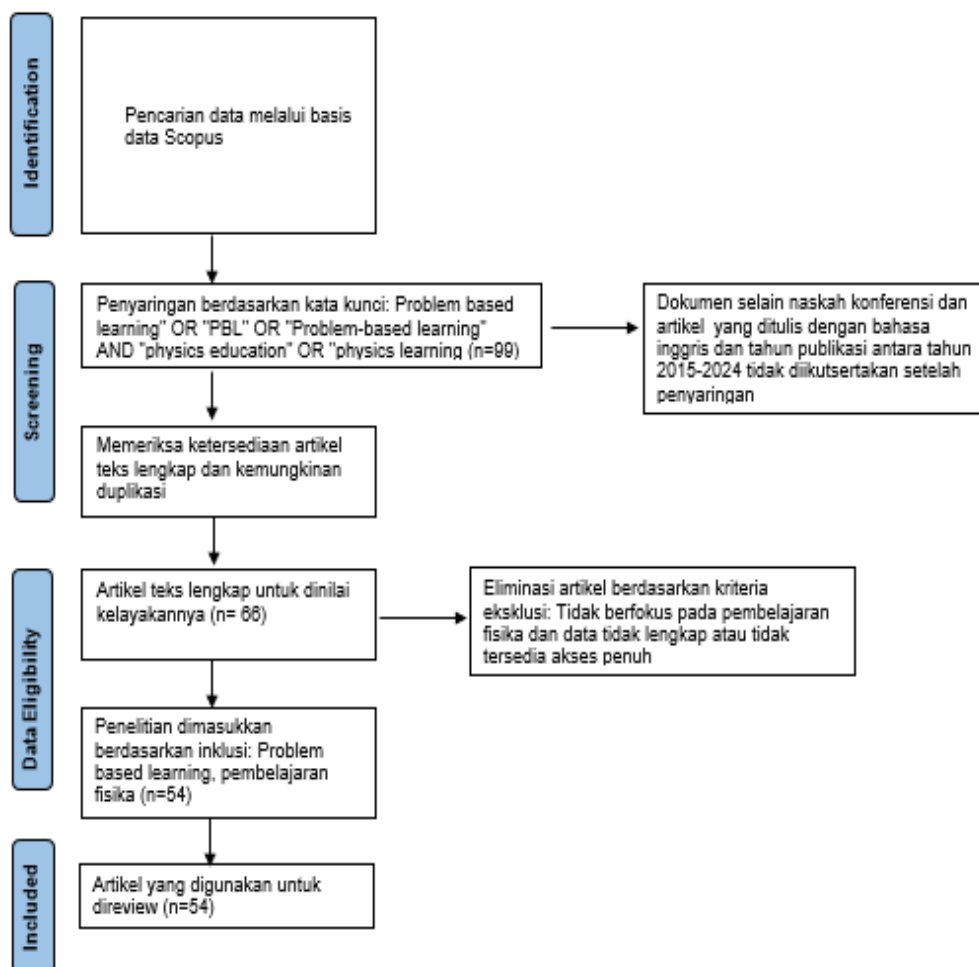 Identification
Pencarian data melalui basis
data Scopus
Screening
Penyaringan berdasarkan kata kunci: Problem based
learning" OR "PBL" OR "Problem-based learning"
AND "physics education" OR "physics learning (n=99)
Dokumen selain naskah konferensi dan
artikel yang ditulis dengan bahasa
inggris dan tahun publikasi antara tahun
2015-2024 tidak diikutsertakan setelah
penyaringan
Memeriksa ketersediaan artikel
teks lengkap dan kemungkinan
duplikasi
Data Eligibility
Artikel teks lengkap untuk dinilai
kelayakannya (n= 66)
Eliminasi artikel berdasarkan kriteria
eksklusi: Tidak berfokus pada pembelajaran
fisika dan data tidak lengkap atau tidak
tersedia akses penuh
Penelitian dimasukkan
berdasarkan inklusi: Problem
based learning, pembelajaran
fisika (n=54)
Included
Artikel yang digunakan untuk
direview (n=54)